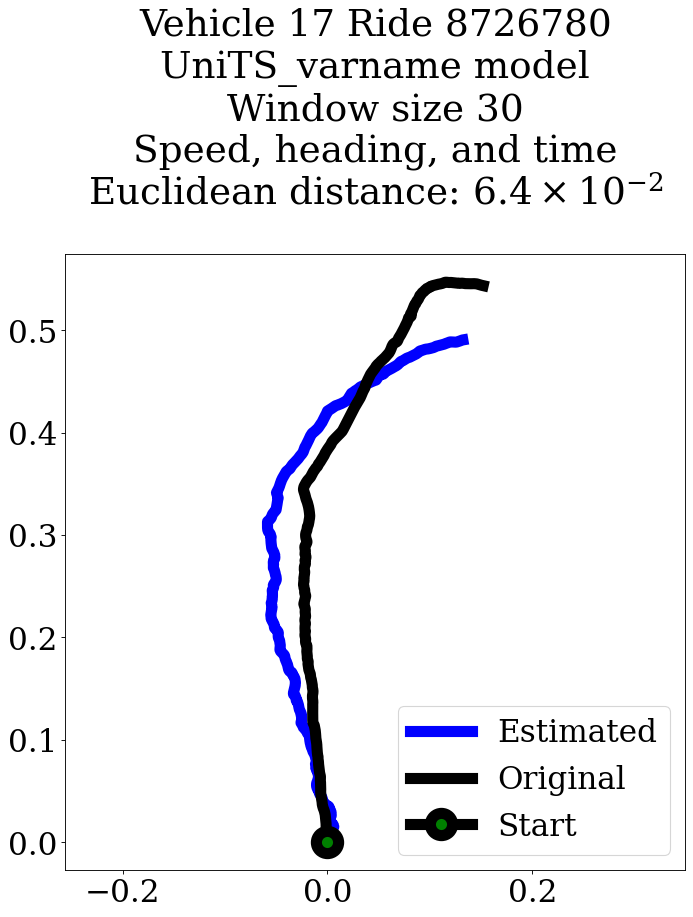 Vehicle 17 Ride 8726780
UniTS_varname model
Window size 30
Speed, heading, and time
Euclidean distance: 6.4 × 10⁻²
0.5
0.4
0.3
0.2
0.1
0.0
−0.2
0.0
0.2
Estimated
Original
Start